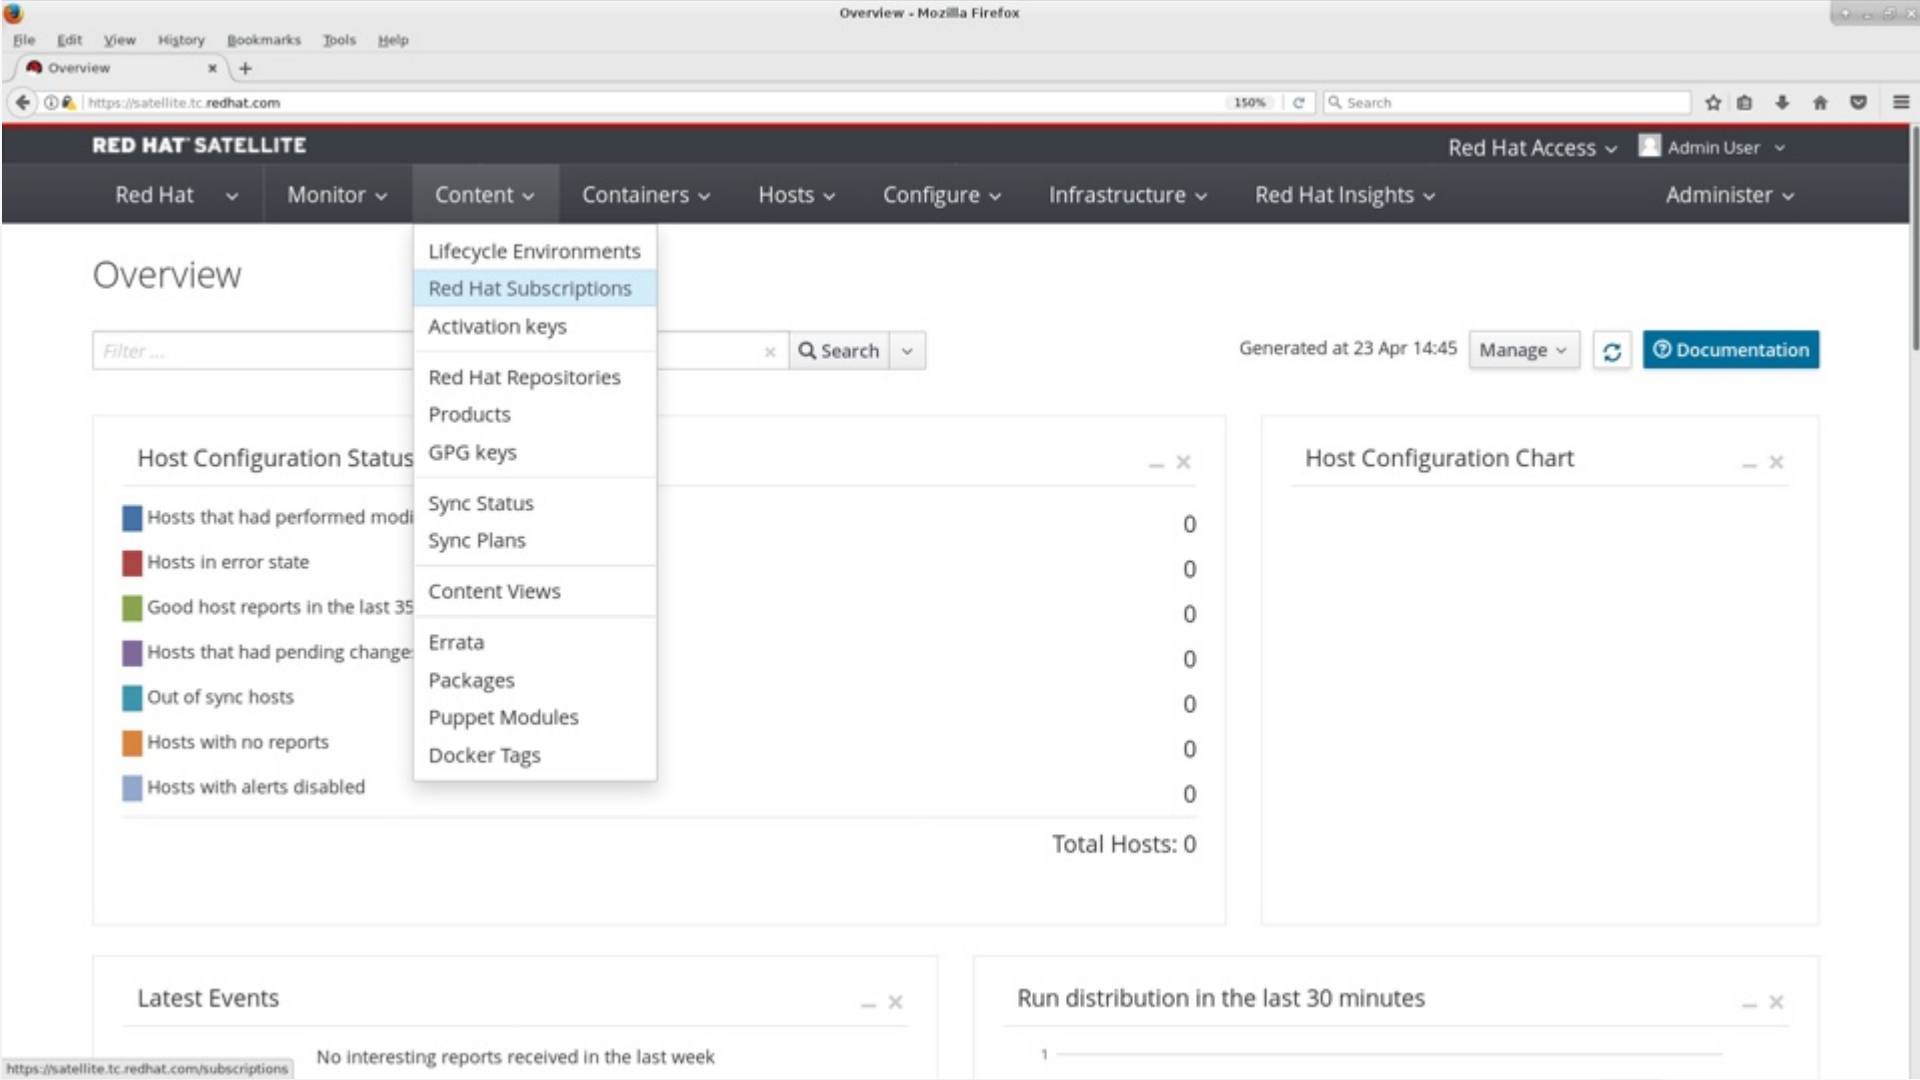 Overview - Mozilla Firefox
File Edit View History Bookmarks Tools Help
Overview
https://satellite.tc.redhat.com
150%
Search
RED HAT SATELLITE
Red Hat Access
Admin User
Red Hat
Monitor
Content
Containers
Hosts
Configure
Infrastructure
Red Hat Insights
Administer
Lifecycle Environments
Red Hat Subscriptions
Activation keys
Red Hat Repositories
Products
GPG keys
Sync Status
Sync Plans
Content Views
Errata
Packages
Puppet Modules
Docker Tags
Overview
Filter ...
Search
Generated at 23 Apr 14:45
Manage
Documentation
Host Configuration Status
Hosts that had performed modi
0
Hosts in error state
0
Good host reports in the last 35
0
Hosts that had pending change
0
Out of sync hosts
0
Hosts with no reports
0
Hosts with alerts disabled
0
Total Hosts: 0
Host Configuration Chart
Latest Events
No interesting reports received in the last week
Run distribution in the last 30 minutes
1
https://satellite.tc.redhat.com/subscriptions